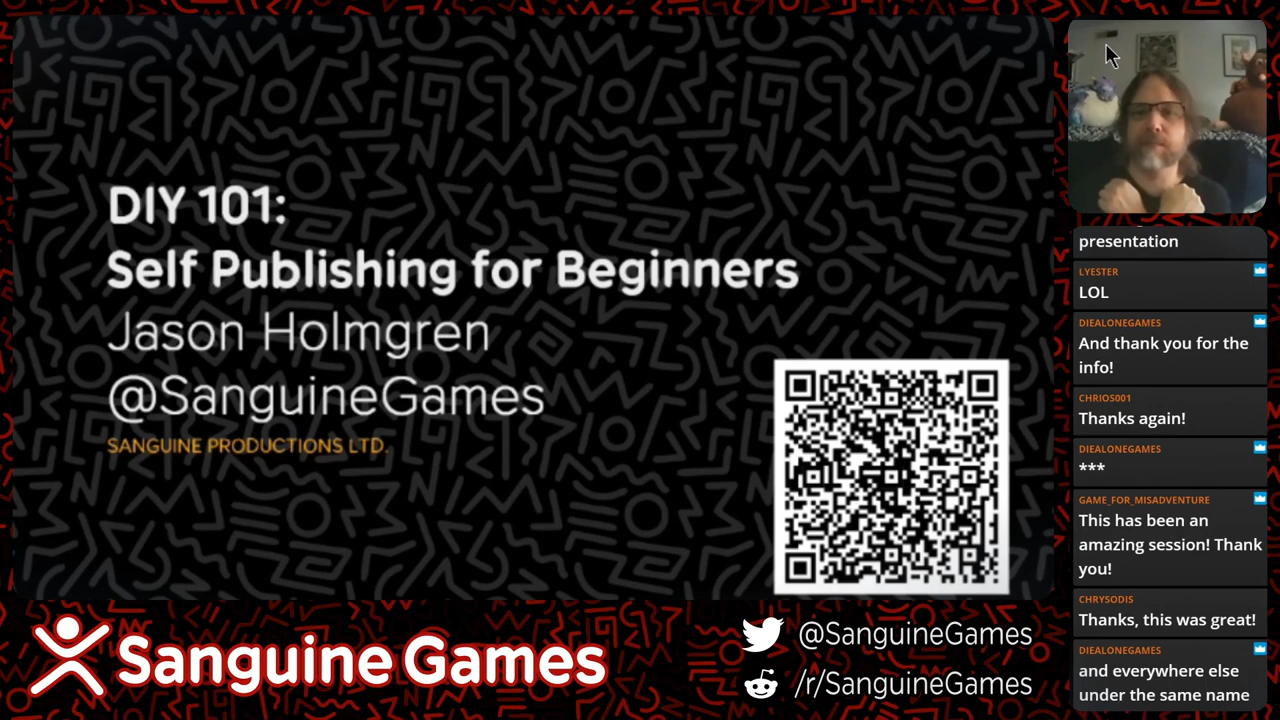 DIY 101:
Self Publishing for Beginners
Jason Holmgren
@SanguineGames
SANGUINE PRODUCTIONS LTD.
presentation
LYESTER
LOL
DIEALONEGAMES
And thank you for the
info!
CHRIOS001
Thanks again!
DIEALONEGAMES
***
GAME_FOR_MISADVENTURE
This has been an
amazing session! Thank
you!
CHRYSODIS
Thanks, this was great!
DIEALONEGAMES
and everywhere else
under the same name
Sanguine Games
@SanguineGames
/r/SanguineGames